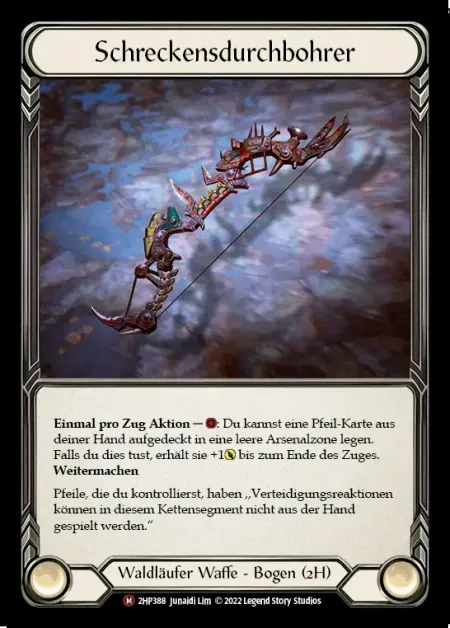 Schreckensdurchbohrer
Einmal pro Zug Aktion — : Du kannst eine Pfeil-Karte aus
deiner Hand aufgedeckt in eine leere Arsenalzone legen.
Falls du dies tust, erhält sie +1 bis zum Ende des Zuges.
Weitermachen
Pfeile, die du kontrollierst, haben „Verteidigungsreaktionen
können in diesem Kettensegment nicht aus der Hand
gespielt werden.“
Waldläufer Waffe - Bogen (2H)
M 2HP388 Junaidi Lim © 2022 Legend Story Studios